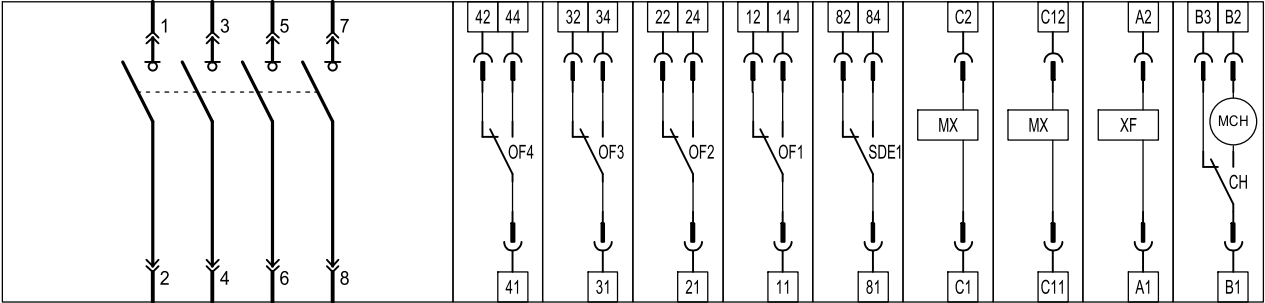 42 44 32 34 22 24 12 14 82 84 C2 C12 A2 B3 B2
1 3 5 7
MX MX XF MCH
OF4 OF3 OF2 OF1 SDE1
CH
2 4 6 8
41 31 21 11 81 C1 C11 A1 B1